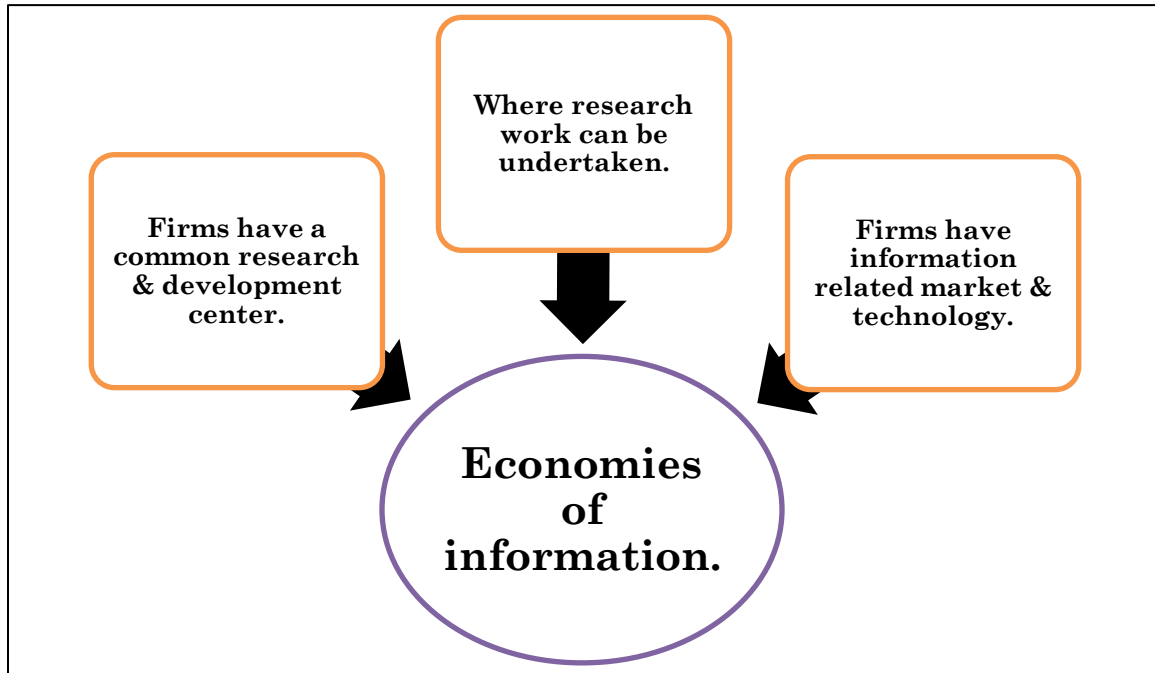 Firms have a
common research
& development
center.
Where research
work can be
undertaken.
Firms have
information
related market &
technology.
Economies
of
information.